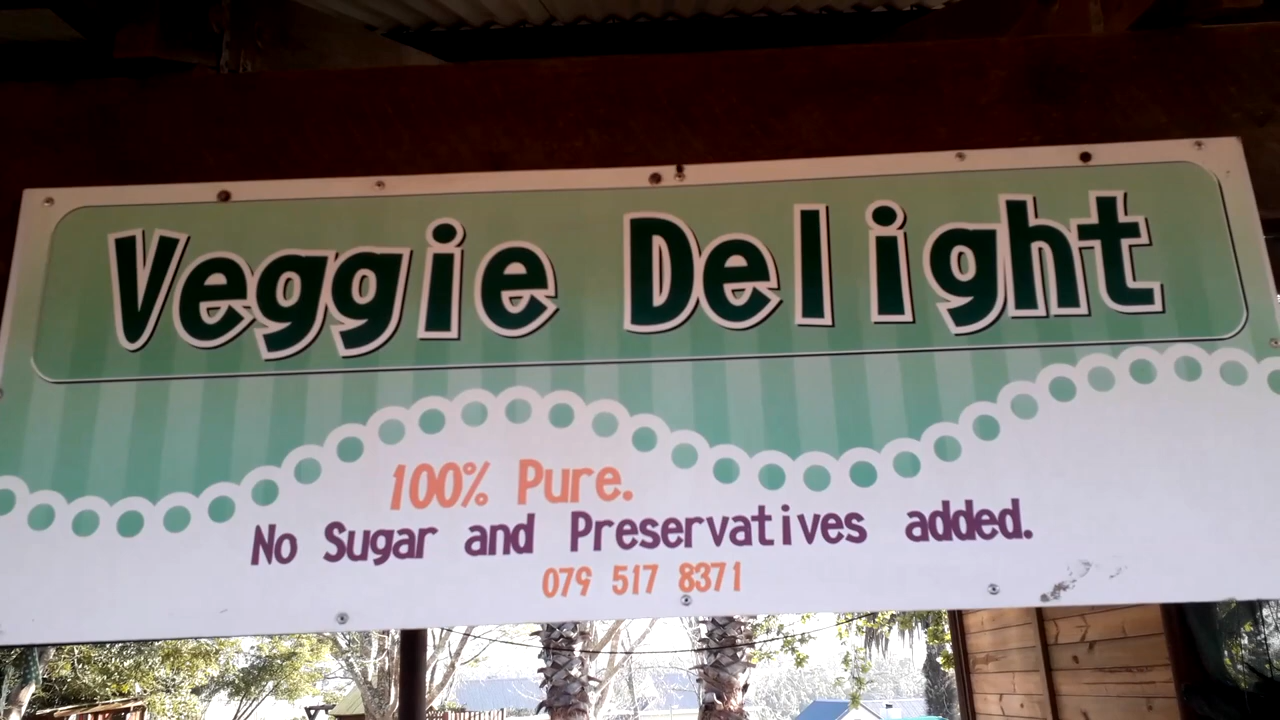 Veggie Delight
100% Pure.
No Sugar and Preservatives added.
079 517 8371